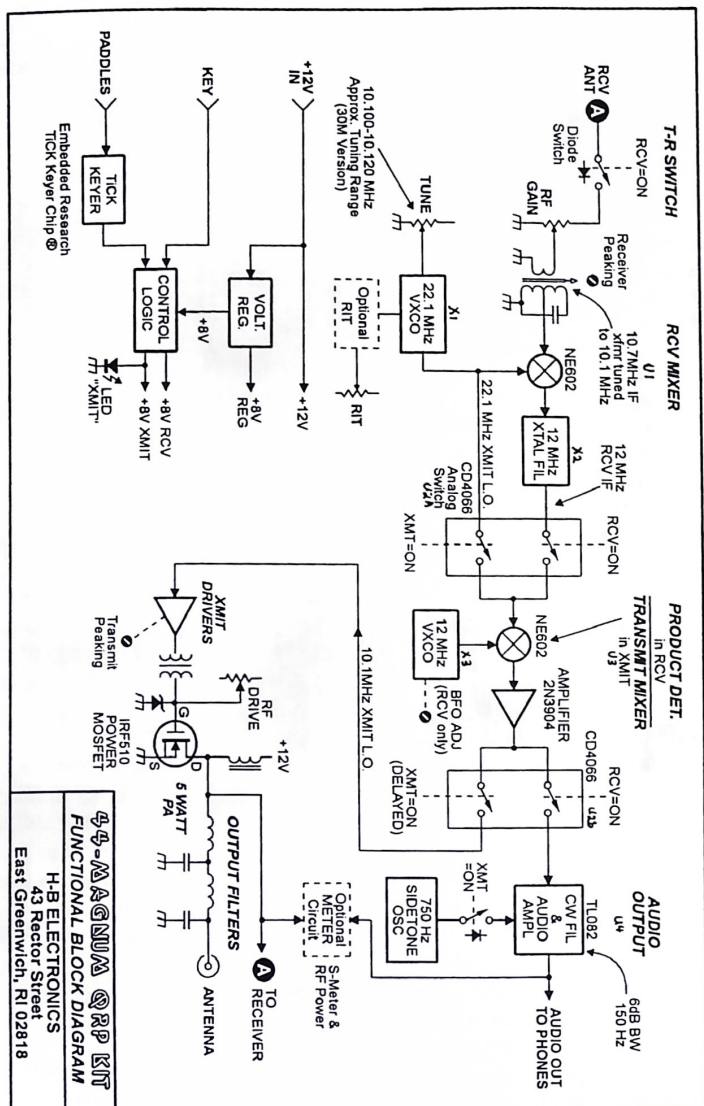 T-R SWITCH
RCV MIXER
PRODUCT DET.
in RCV
TRANSMIT MIXER
in XMIT
U3
AUDIO
OUTPUT
U4
RCV=ON
RCV
ANT
A
Diode
Switch
RF
GAIN
Receiver
Peaking
U1
10.7MHz IF
xfmr tuned
to 10.1 MHz
NE602
X2
12 MHz
XTAL FIL
12 MHz
RCV IF
RCV=ON
22.1 MHz XMIT L.O.
CD4066
Analog
Switch
U2A
XMT=ON
NE602
X3
12 MHz
VXCO
BFO ADJ
(RCV only)
AMPLIFIER
2N3904
CD4066
RCV=ON
U2b
XMT=ON
(DELAYED)
TL082
CW FIL
&
AUDIO
AMPL
6dB BW
150 Hz
AUDIO OUT
TO PHONES
XMT
=ON
750 Hz
SIDETONE
OSC
TUNE
10.100-10.120 MHz
Approx. Tuning Range
(30M Version)
X1
22.1 MHz
VXCO
Optional
RIT
RIT
10.1MHz XMIT L.O.
Optional
METER
Circuit
S-Meter &
RF Power
+12V
IN
+12V
VOLT.
REG.
+8V
REG
+8V
KEY
CONTROL
LOGIC
+8V RCV
+8V XMIT
LED
"XMIT"
PADDLES
TICK
KEYER
Embedded Research
TiCK Keyer Chip ®
XMIT
DRIVERS
Transmit
Peaking
RF
DRIVE
+12V
G
D
S
IRF510
POWER
MOSFET
5 WATT
PA
OUTPUT FILTERS
A
TO
RECEIVER
ANTENNA
44-MAGNUM QRP KIT
FUNCTIONAL BLOCK DIAGRAM
H-B ELECTRONICS
43 Rector Street
East Greenwich, RI 02818